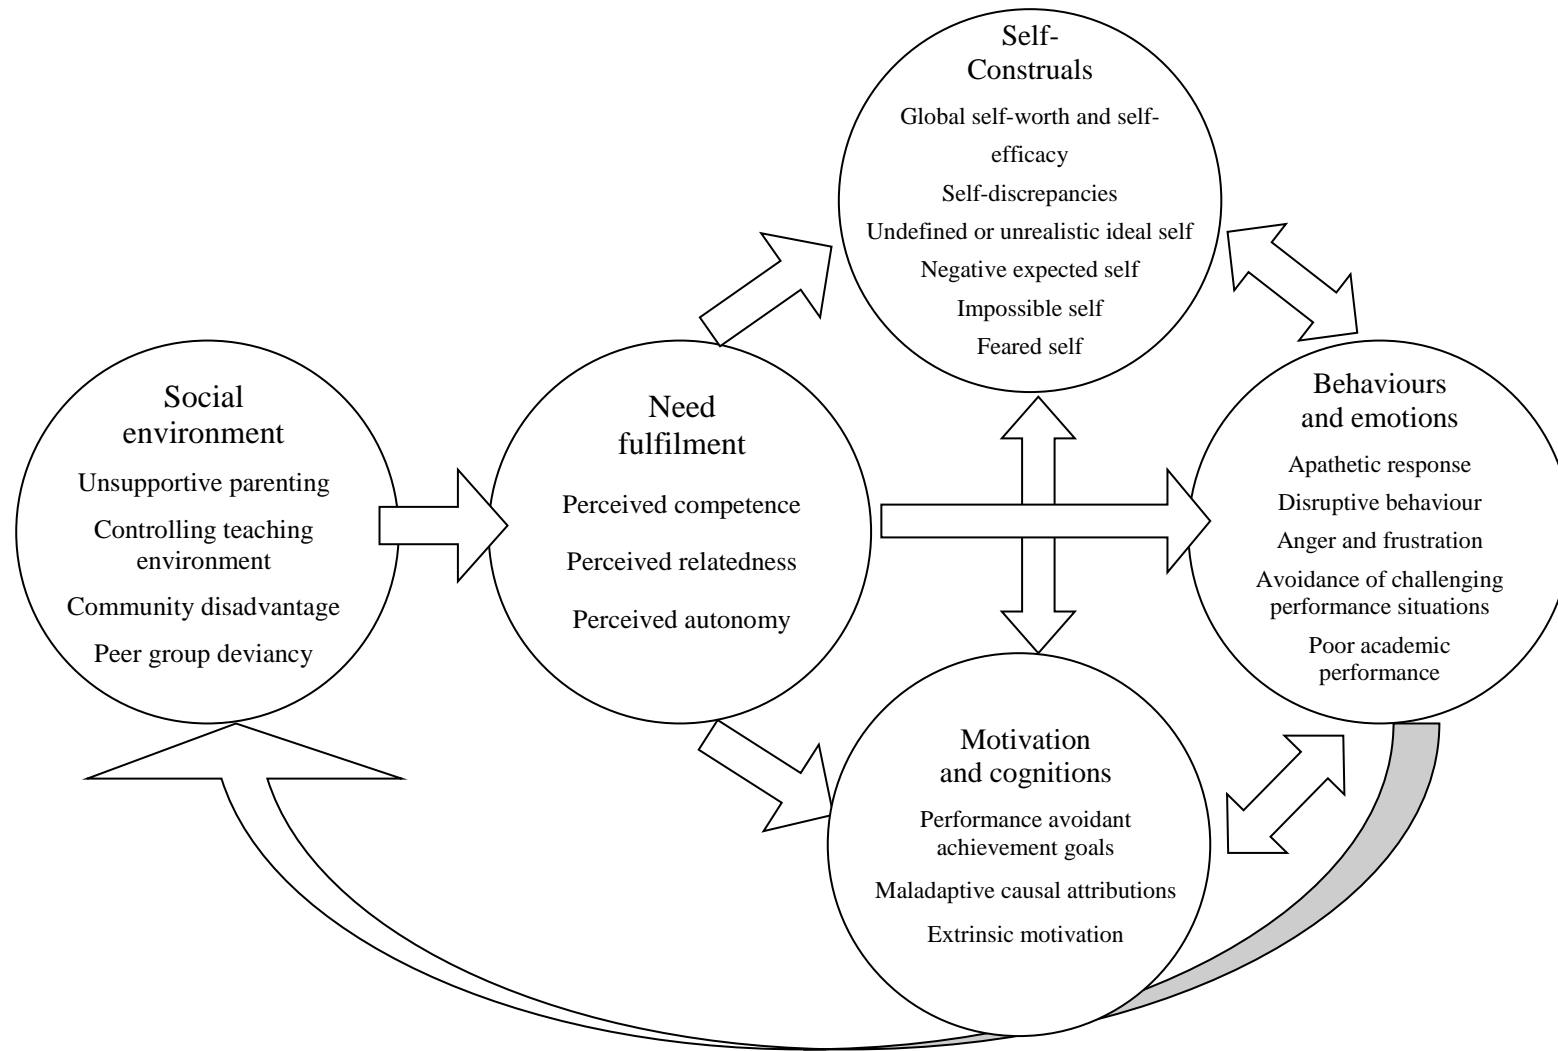 Self-
Construals
Global self-worth and self-
efficacy
Self-discrepancies
Undefined or unrealistic ideal self
Negative expected self
Impossible self
Feared self
Social
environment
Unsupportive parenting
Controlling teaching
environment
Community disadvantage
Peer group deviancy
Need
fulfilment
Perceived competence
Perceived relatedness
Perceived autonomy
Behaviours
and emotions
Apathetic response
Disruptive behaviour
Anger and frustration
Avoidance of challenging
performance situations
Poor academic
performance
Motivation
and cognitions
Performance avoidant
achievement goals
Maladaptive causal attributions
Extrinsic motivation